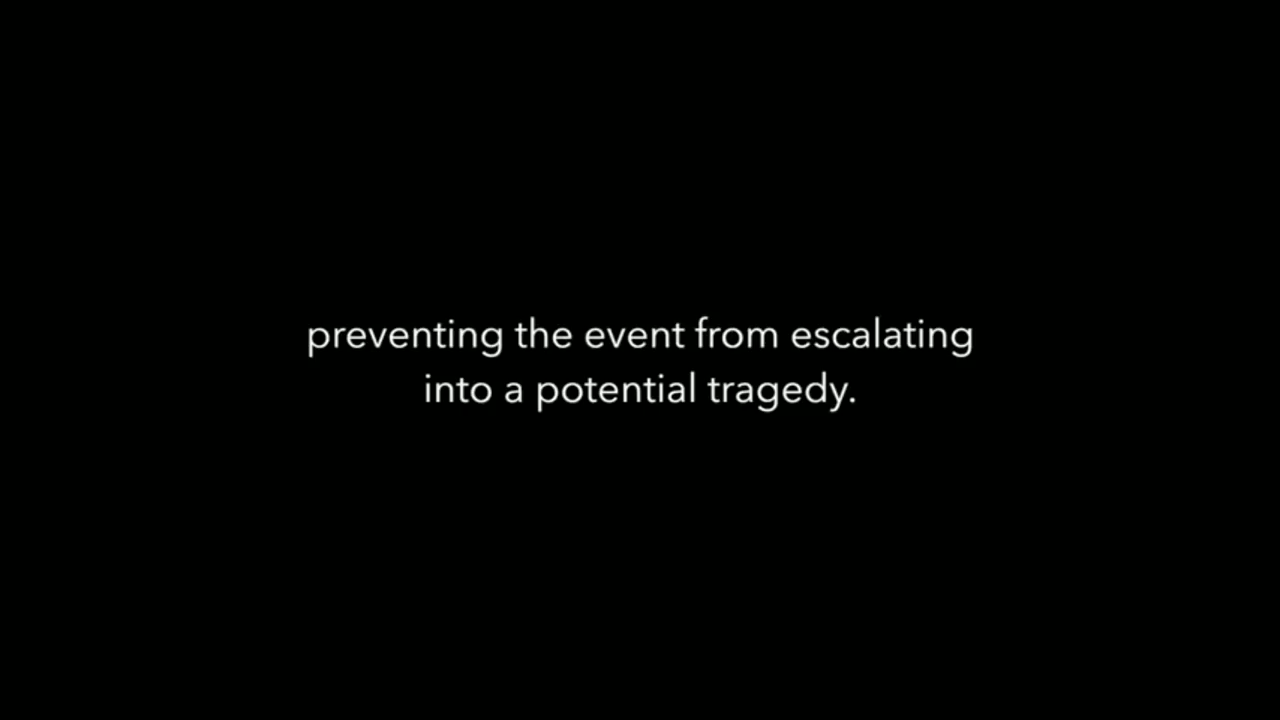 preventing the event from escalating
into a potential tragedy.